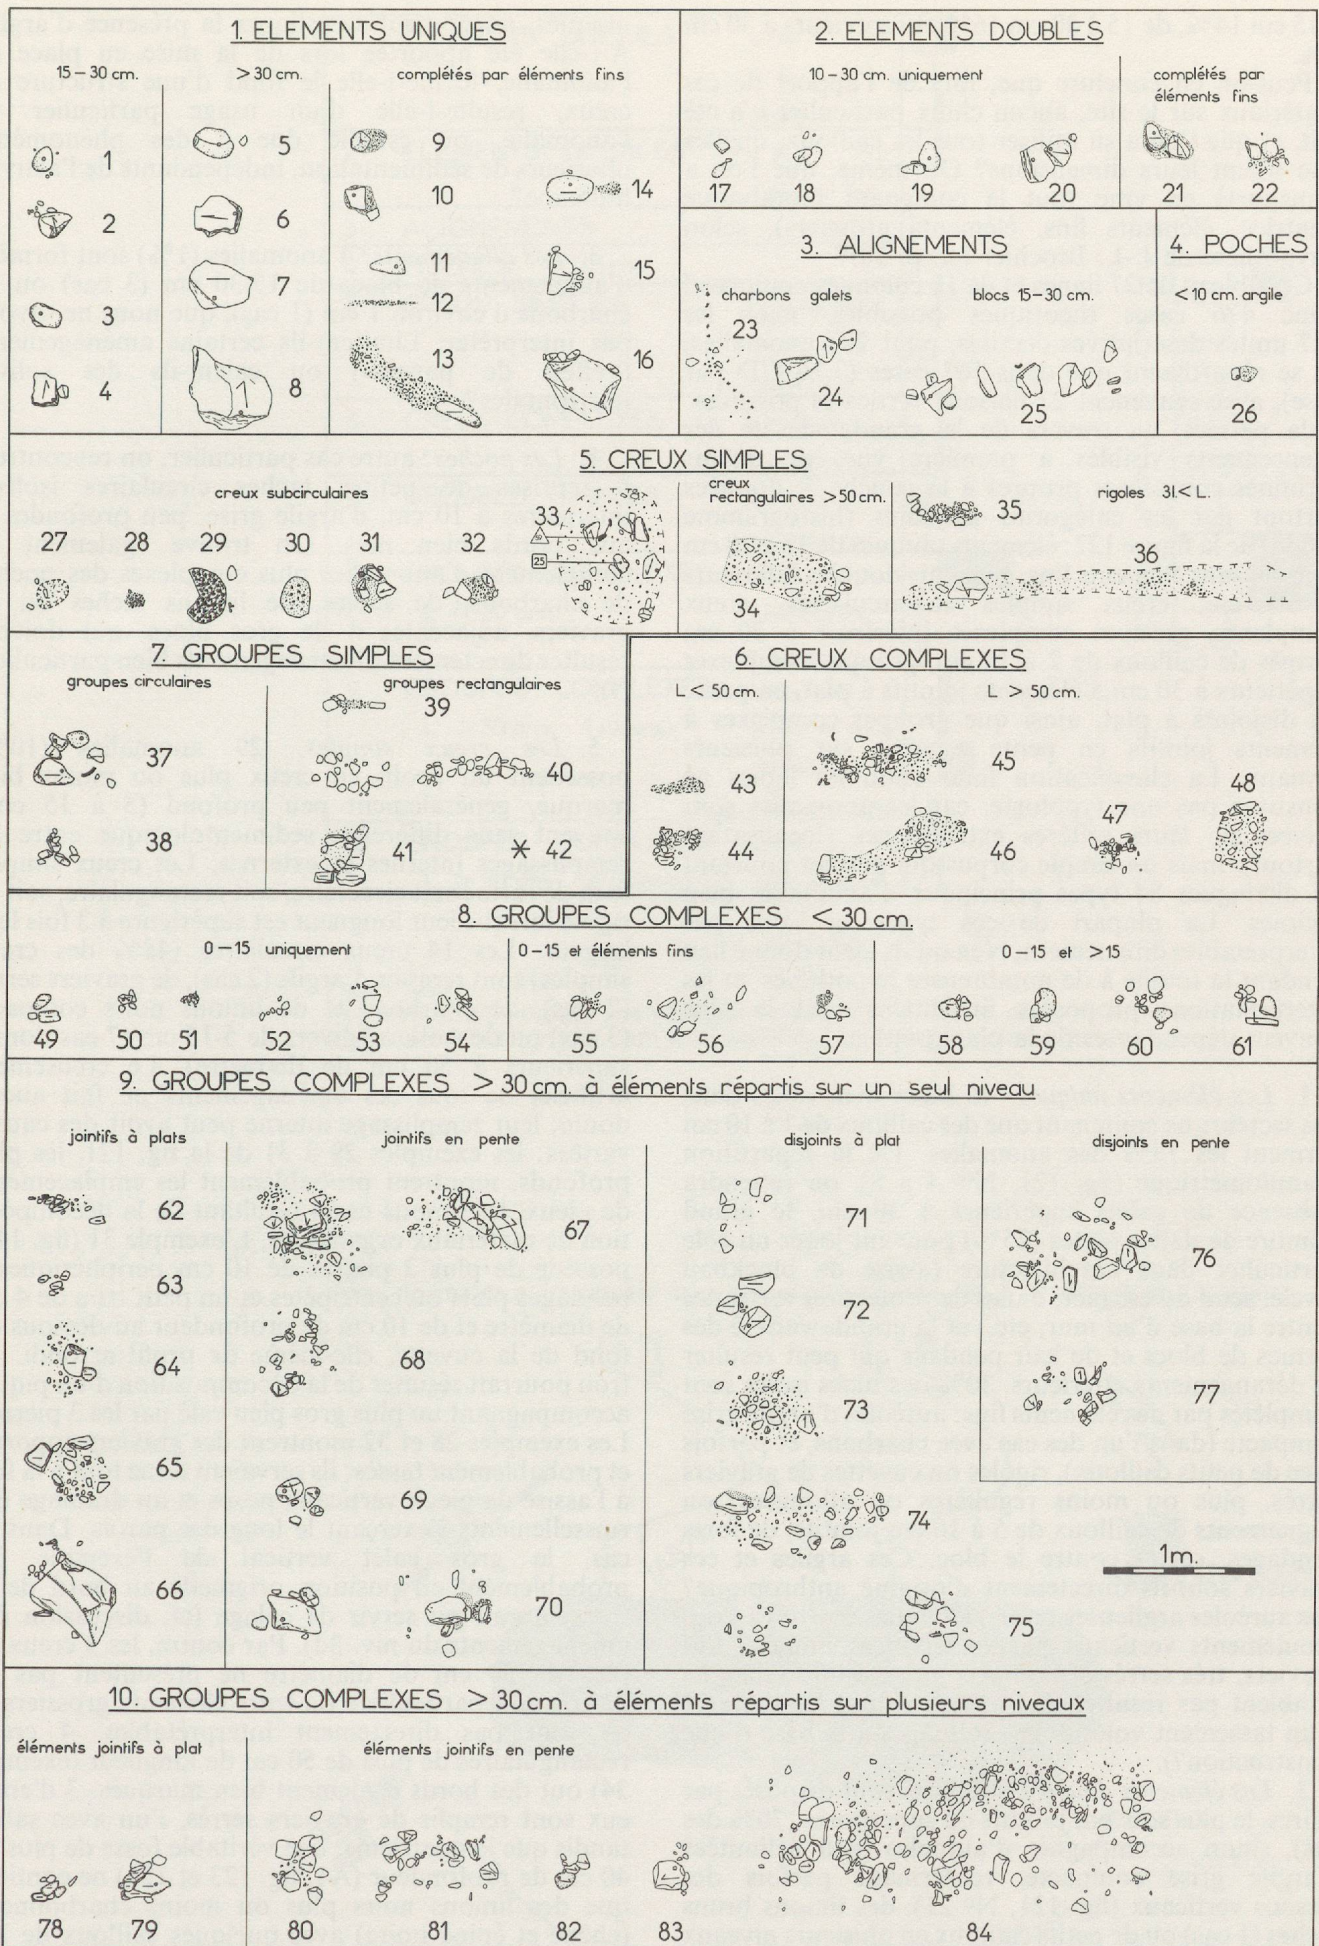 1. ELEMENTS UNIQUES
15-30 cm.
>30 cm.
complétés par éléments fins
1
2
3
4
5
6
7
8
9
10
11
12
13
14
15
16
2. ELEMENTS DOUBLES
10-30 cm. uniquement
complétés par
éléments fins
17
18
19
20
21
22
3. ALIGNEMENTS
charbons galets
blocs 15-30 cm.
23
24
25
4. POCHES
<10 cm. argile
26
5. CREUX SIMPLES
creux subcirculaires
27
28
29
30
31
32
33
25
creux
rectangulaires >50 cm.
34
35
rigoles 3l.< L.
36
7. GROUPES SIMPLES
groupes circulaires
groupes rectangulaires
37
38
39
40
41
* 42
6. CREUX COMPLEXES
L < 50 cm.
L > 50 cm.
43
44
45
46
47
48
8. GROUPES COMPLEXES < 30 cm.
0-15 uniquement
0-15 et éléments fins
0-15 et >15
49
50
51
52
53
54
55
56
57
58
59
60
61
9. GROUPES COMPLEXES > 30 cm. à éléments répartis sur un seul niveau
jointifs à plats
jointifs en pente
disjoints à plat
disjoints en pente
62
63
64
65
66
67
68
69
70
71
72
73
74
75
76
77
1m.
10. GROUPES COMPLEXES > 30 cm. à éléments répartis sur plusieurs niveaux
éléments jointifs à plat
éléments jointifs en pente
78
79
80
81
82
83
84